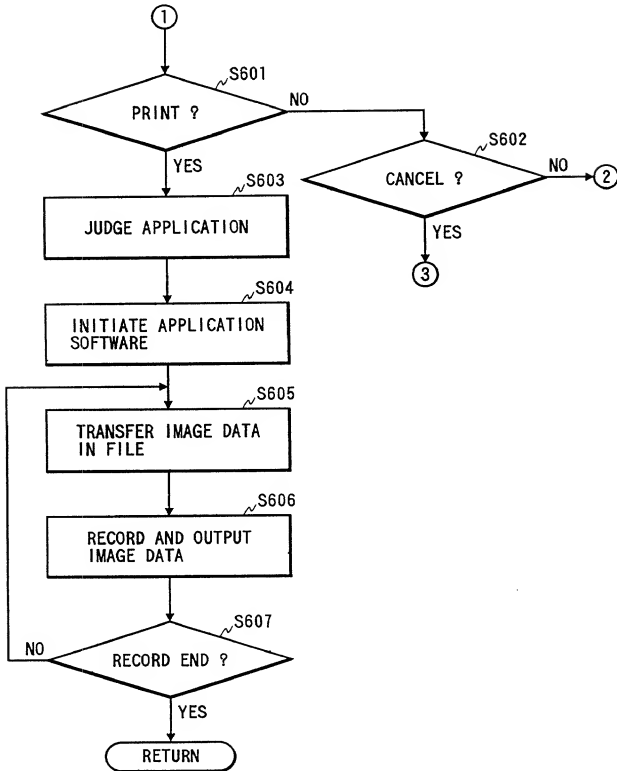 1
S601
PRINT ?
NO
YES
S602
CANCEL ?
NO
2
YES
3
S603
JUDGE APPLICATION
S604
INITIATE APPLICATION
SOFTWARE
S605
TRANSFER IMAGE DATA
IN FILE
S606
RECORD AND OUTPUT
IMAGE DATA
S607
NO
RECORD END ?
YES
RETURN